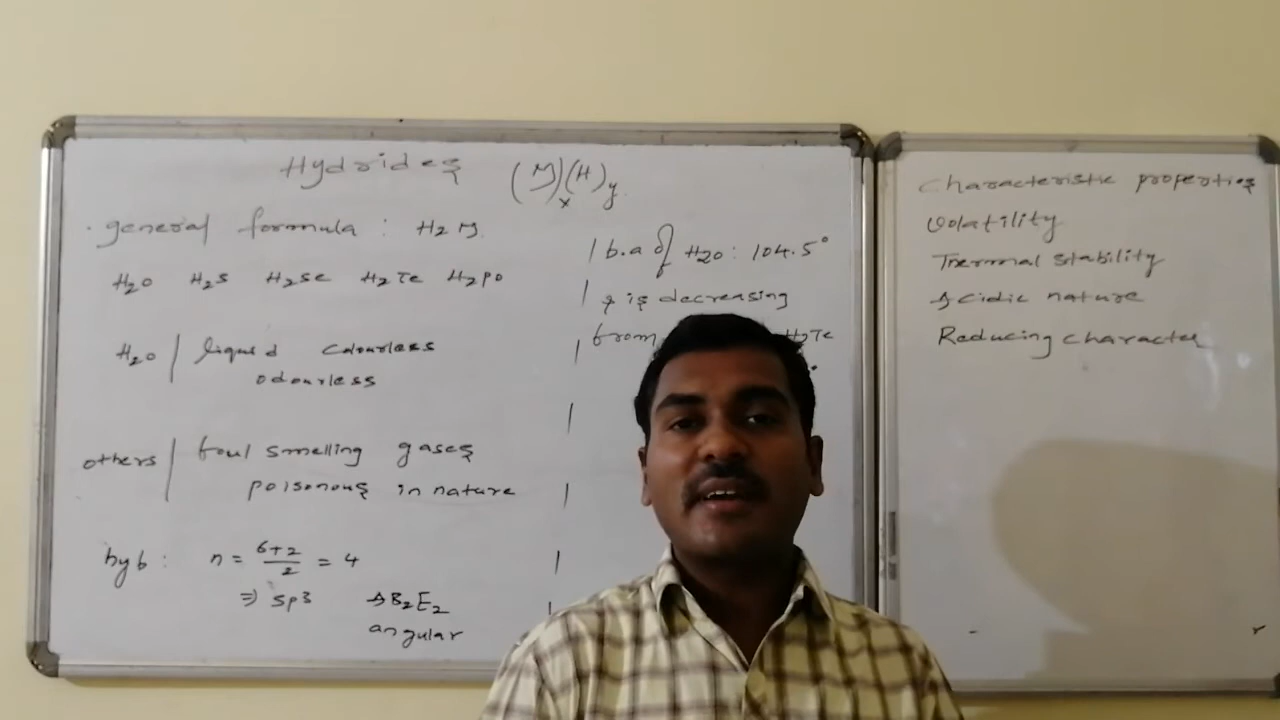 Hydrides (M)x(H)y
. general formula : H2M
H2O H2S H2Se H2Te H2Po
H2O / liquid colourless
odourless
others / foul smelling gases
poisonous in nature
hyb : n = 6+2/2 = 4
⇒ sp3 AB2E2
angular
b.a of H2O : 104.5°
& is decreasing
from H2Te
Characteristic properties
Volatility
Thermal stability
Acidic nature
Reducing character